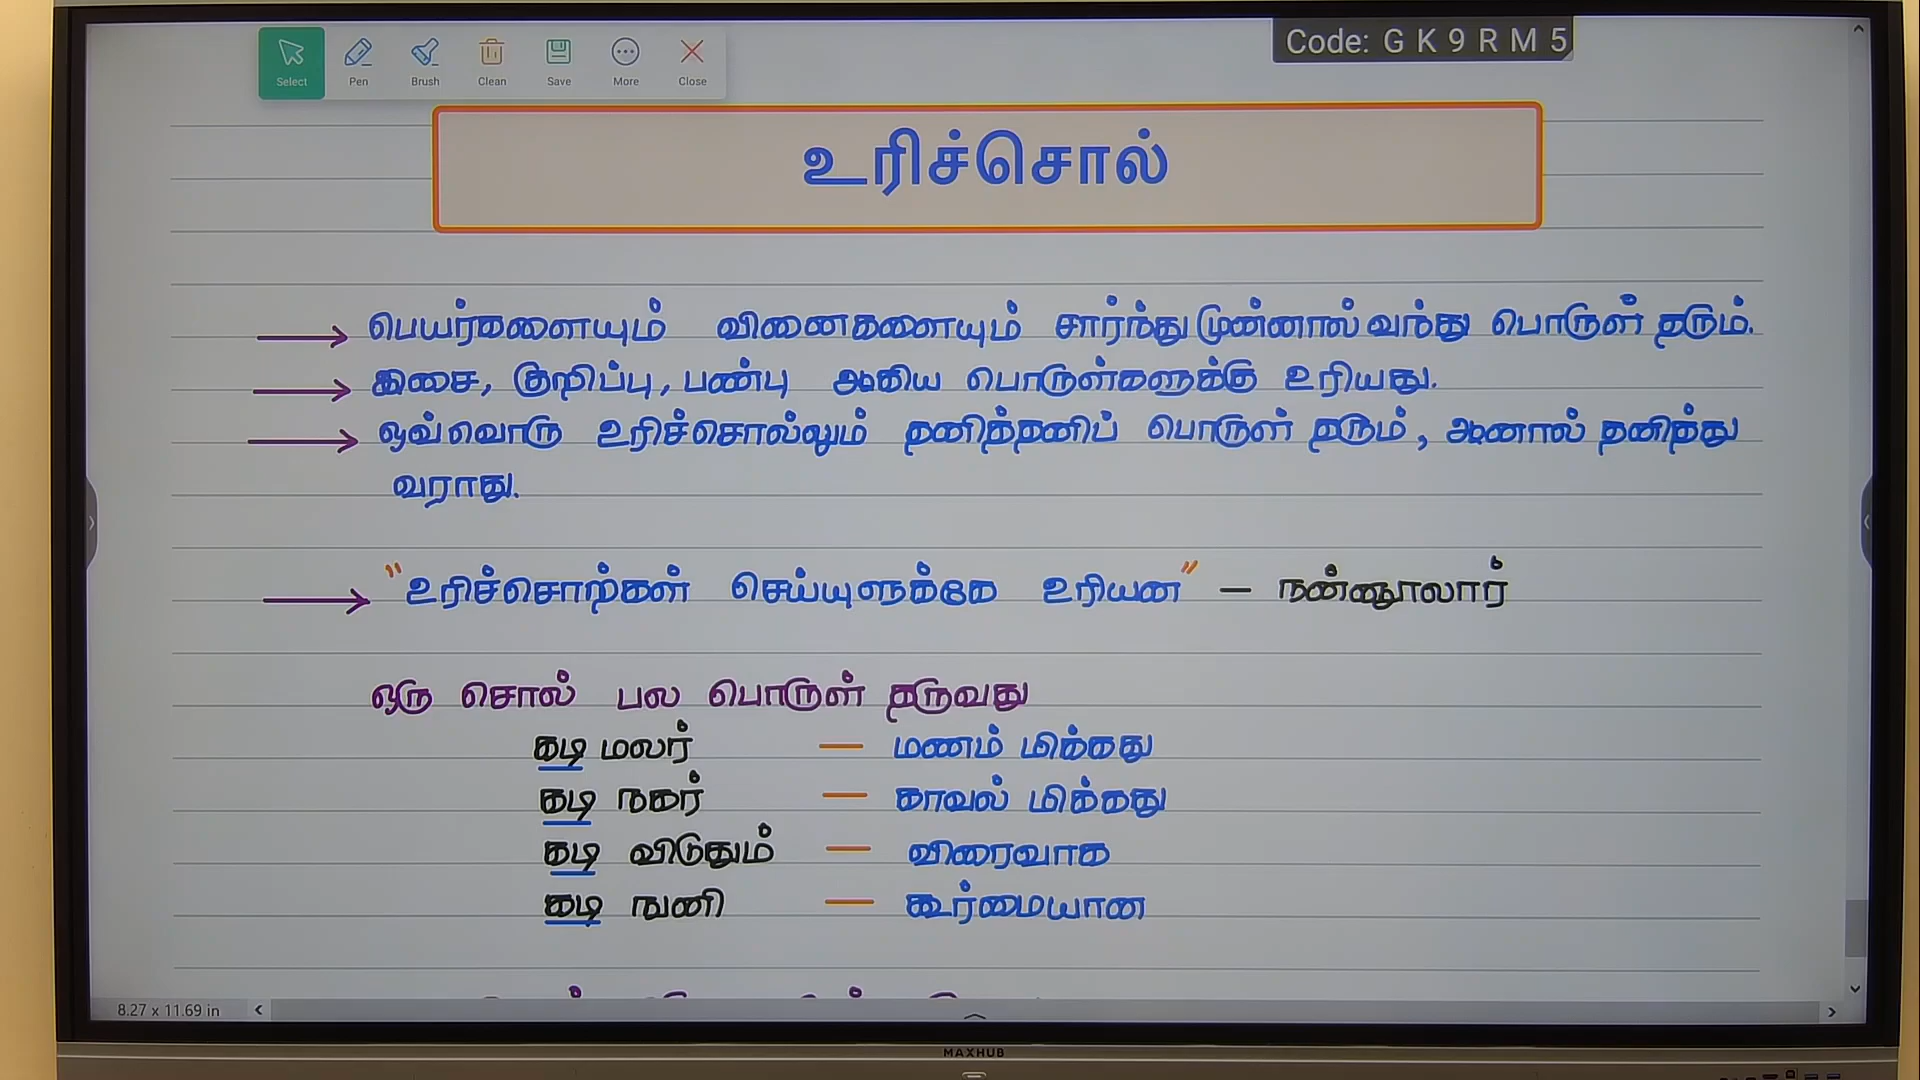 Code: G K 9 R M 5
Select Pen Brush Clean Save More Close
உரிச்சொல்
பெயர்களையும் வினைகளையும் சார்ந்து முன்னால் வந்து பொருள் தரும்.
இசை, குறிப்பு, பண்பு ஆகிய பொருள்களுக்கு உரியது.
ஒவ்வொரு உரிச்சொல்லும் தனித்தனிப் பொருள் தரும், ஆனால் தனித்து
வராது.
"உரிச்சொற்கள் செய்யுளுக்கே உரியன" – நன்னூலார்
ஒரு சொல் பல பொருள் தருவது
கடி மலர் – மணம் மிக்கது
கடி நகர் – காவல் மிக்கது
கடி விடுதும் – விரைவாக
கடி நுனி – கூர்மையான
8.27 x 11.69 in
MAXHUB